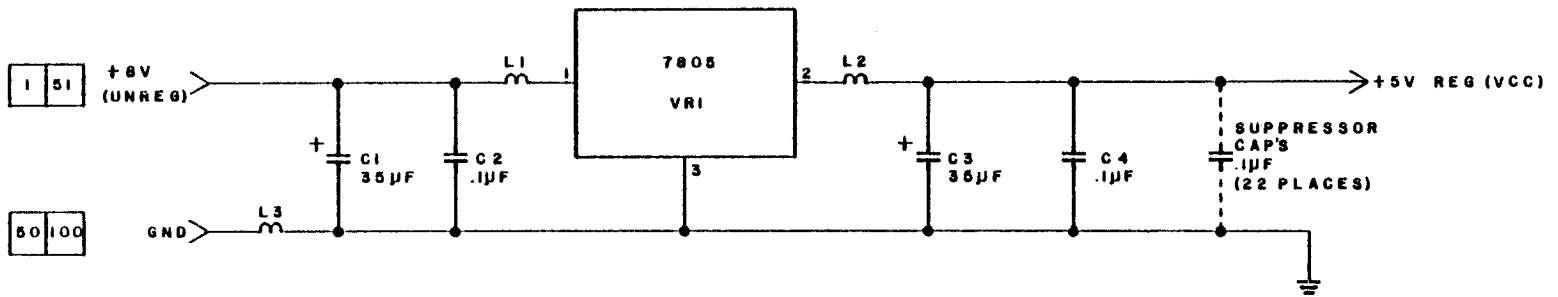 1 51
+8V
(UNREG)
L1
1
7805
VR1
2
L2
+5V REG (VCC)
+
C1
35µF
C2
.1µF
3
+
C3
35µF
C4
.1µF
SUPPRESSOR
CAP'S
.1µF
(22 PLACES)
50 100
GND
L3